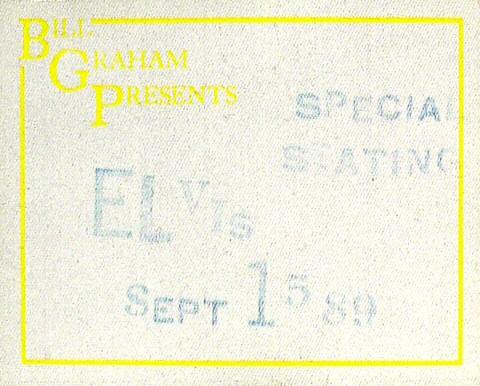 BILL
GRAHAM
PRESENTS
SPECIAL
SEATING
ELVIS
SEPT 15 89